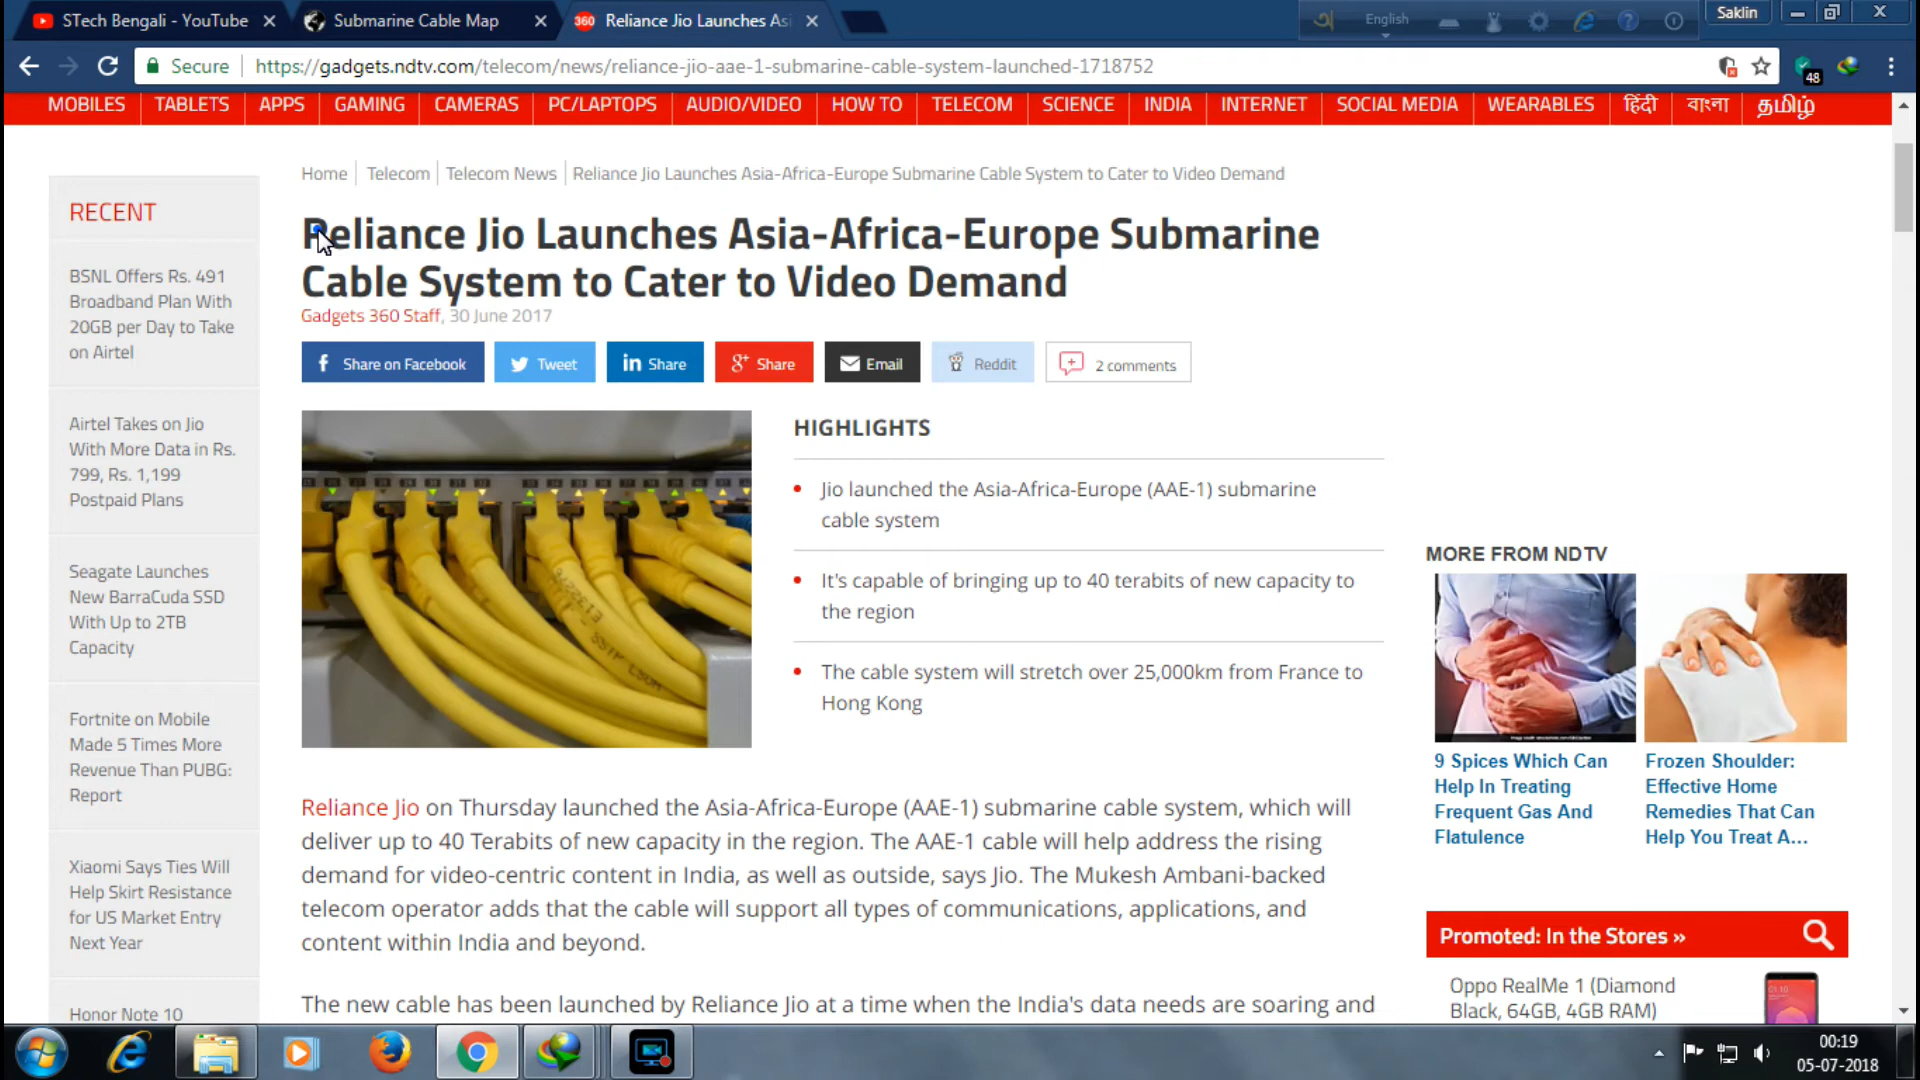 STech Bengali - YouTube
Submarine Cable Map
360 Reliance Jio Launches Asi
English
Saklin
Secure
https://gadgets.ndtv.com/telecom/news/reliance-jio-aae-1-submarine-cable-system-launched-1718752
48
MOBILES TABLETS APPS GAMING CAMERAS PC/LAPTOPS AUDIO/VIDEO HOW TO TELECOM SCIENCE INDIA INTERNET SOCIAL MEDIA WEARABLES हिंदी বাংলা தமிழ்
Home Telecom Telecom News Reliance Jio Launches Asia-Africa-Europe Submarine Cable System to Cater to Video Demand
RECENT
BSNL Offers Rs. 491
Broadband Plan With
20GB per Day to Take
on Airtel
Airtel Takes on Jio
With More Data in Rs.
799, Rs. 1,199
Postpaid Plans
Seagate Launches
New BarraCuda SSD
With Up to 2TB
Capacity
Fortnite on Mobile
Made 5 Times More
Revenue Than PUBG:
Report
Xiaomi Says Ties Will
Help Skirt Resistance
for US Market Entry
Next Year
Honor Note 10
Reliance Jio Launches Asia-Africa-Europe Submarine
Cable System to Cater to Video Demand
Gadgets 360 Staff, 30 June 2017
Share on Facebook
Tweet
in Share
g+ Share
Email
Reddit
2 comments
E132276
SSTP LSOH
HIGHLIGHTS
Jio launched the Asia-Africa-Europe (AAE-1) submarine
cable system
It's capable of bringing up to 40 terabits of new capacity to
the region
The cable system will stretch over 25,000km from France to
Hong Kong
Reliance Jio on Thursday launched the Asia-Africa-Europe (AAE-1) submarine cable system, which will
deliver up to 40 Terabits of new capacity in the region. The AAE-1 cable will help address the rising
demand for video-centric content in India, as well as outside, says Jio. The Mukesh Ambani-backed
telecom operator adds that the cable will support all types of communications, applications, and
content within India and beyond.
The new cable has been launched by Reliance Jio at a time when the India's data needs are soaring and
MORE FROM NDTV
9 Spices Which Can
Help In Treating
Frequent Gas And
Flatulence
Frozen Shoulder:
Effective Home
Remedies That Can
Help You Treat A...
Promoted: In the Stores »
Oppo RealMe 1 (Diamond
Black, 64GB, 4GB RAM)
00:19
05-07-2018